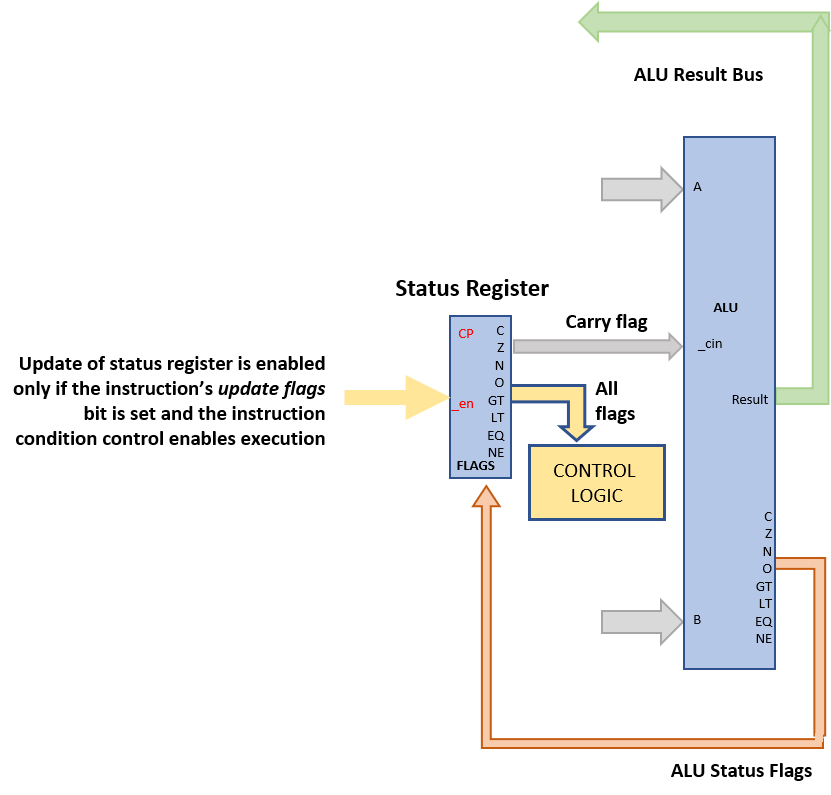 ALU Result Bus
A
Status Register
ALU
Carry flag
CP
C
Z
N
O
GT
LT
EQ
NE
_en
FLAGS
_cin
Update of status register is enabled
only if the instruction’s update flags
bit is set and the instruction
condition control enables execution
All
flags
Result
CONTROL
LOGIC
C
Z
N
O
GT
LT
EQ
NE
B
ALU Status Flags